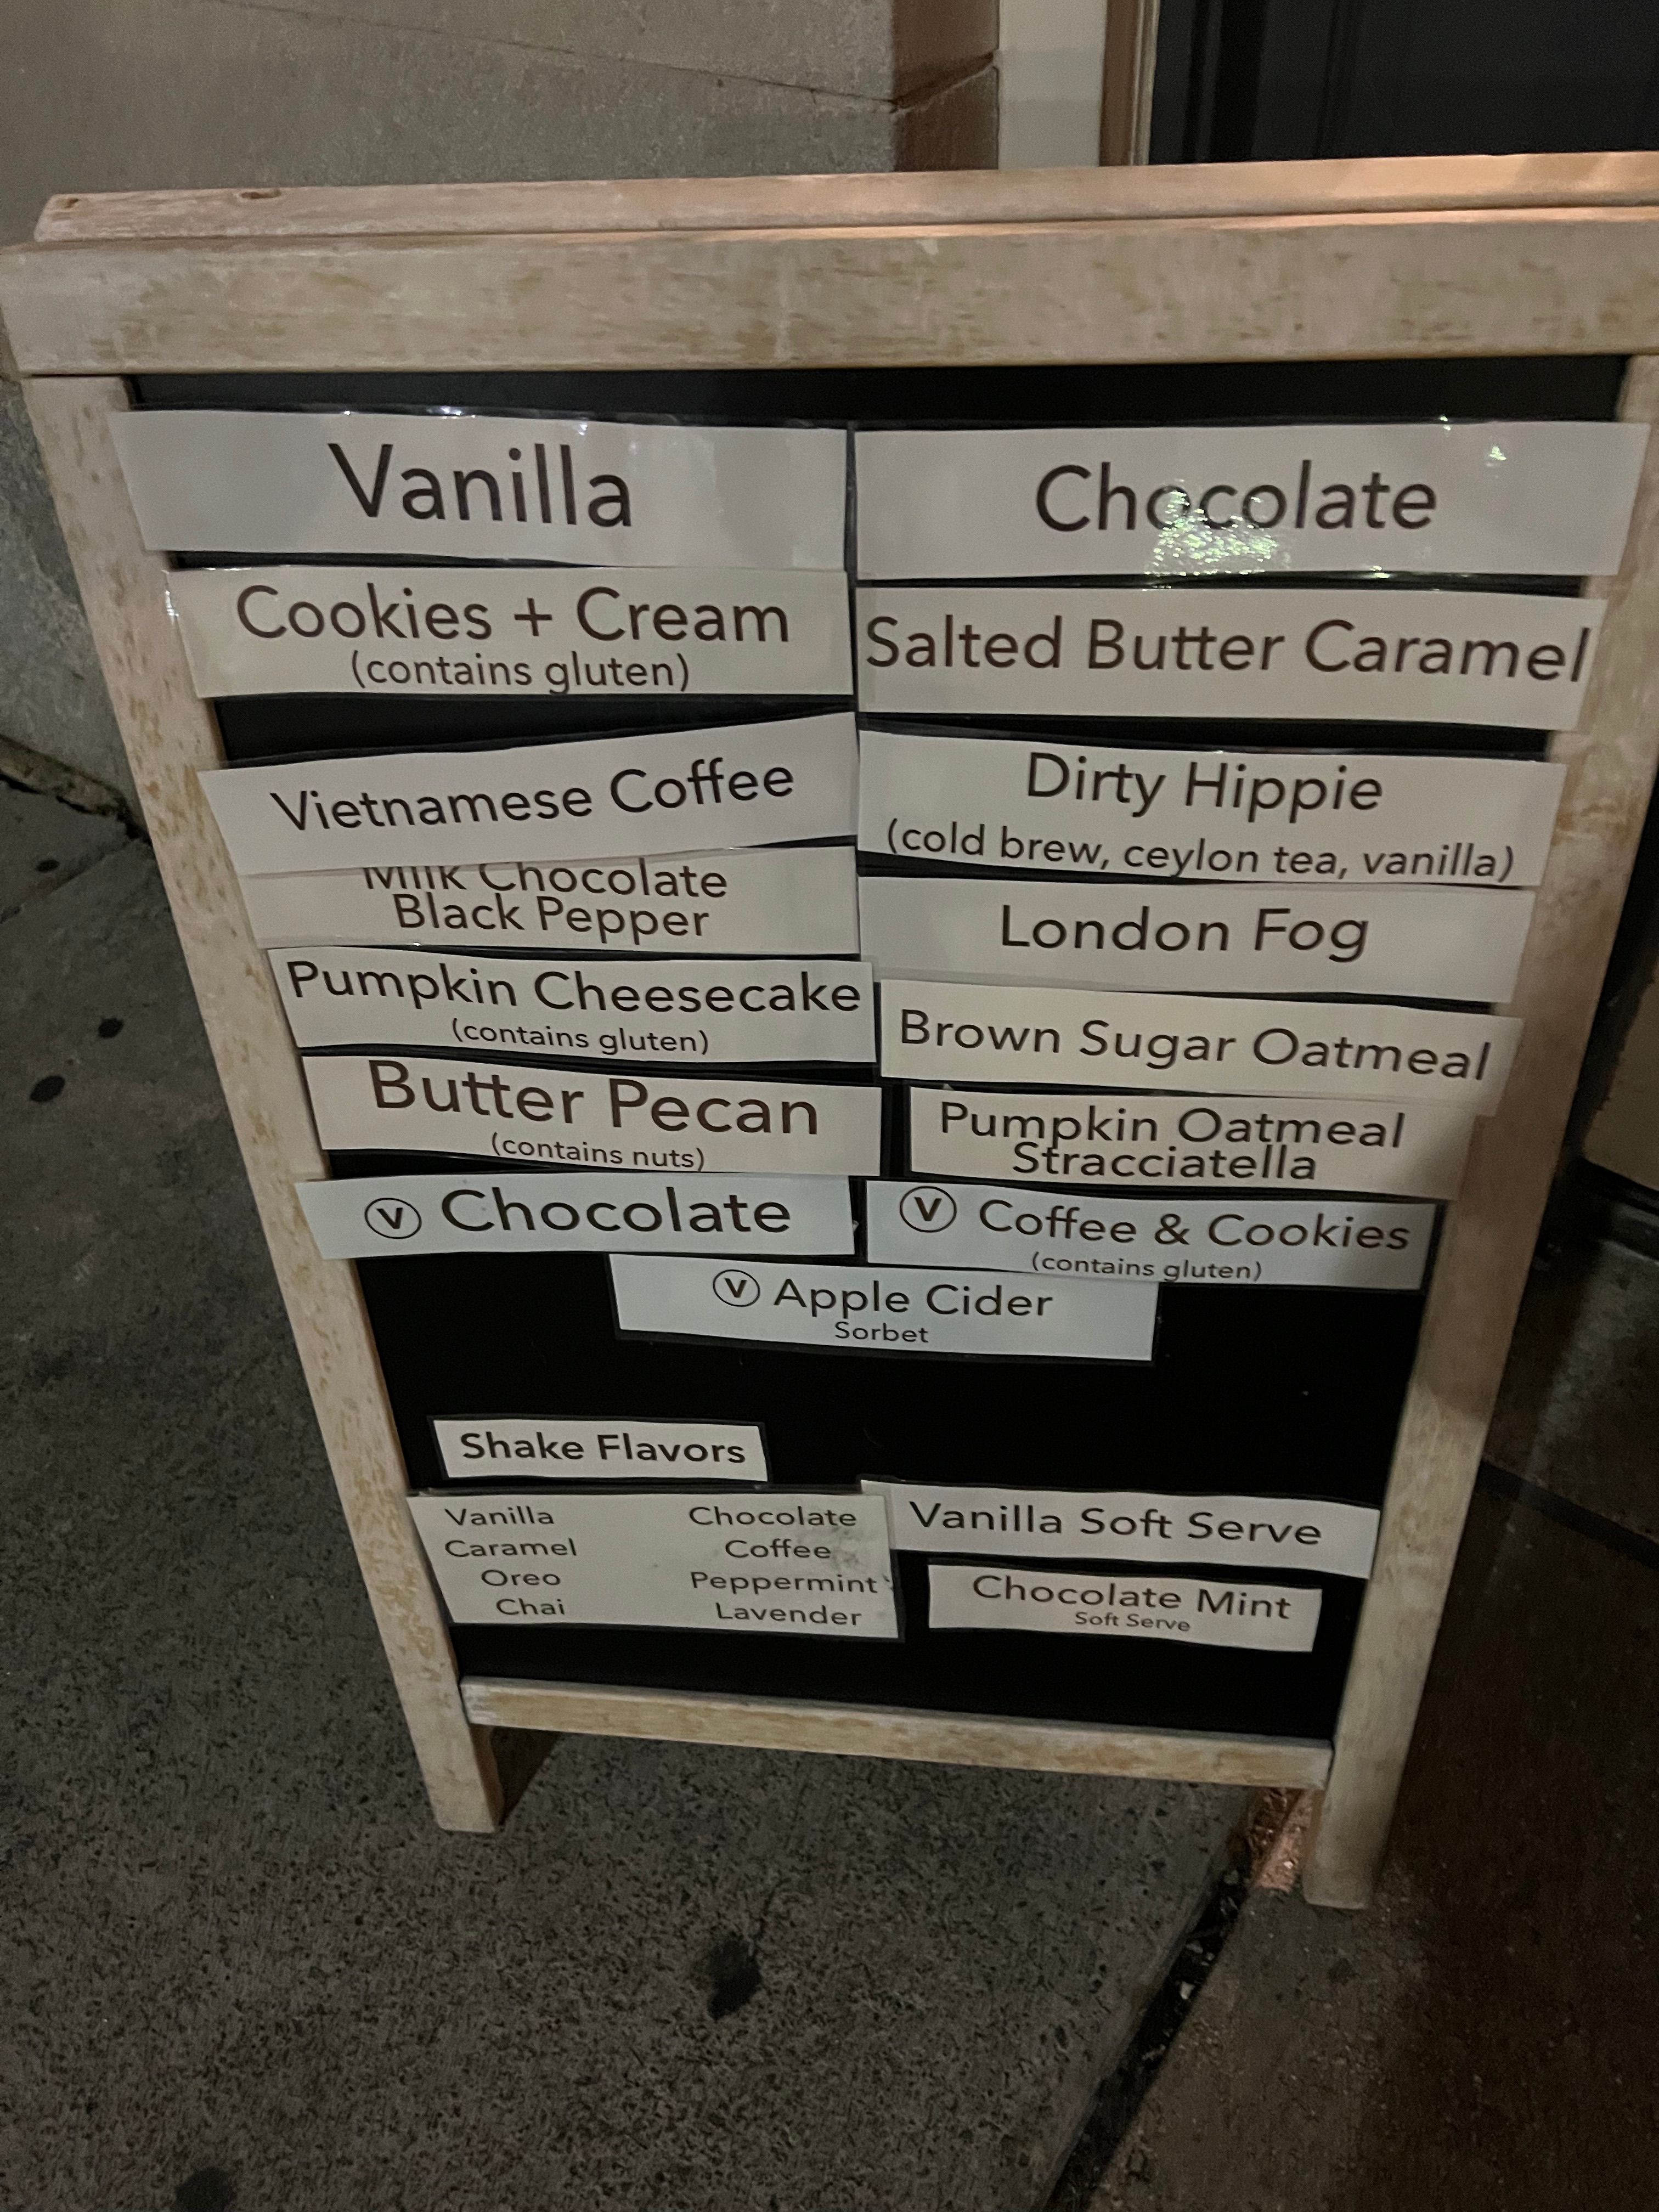 Vanilla
Chocolate
Cookies + Cream
(contains gluten)
Salted Butter Caramel
Vietnamese Coffee
Dirty Hippie
(cold brew, ceylon tea, vanilla)
Milk Chocolate
Black Pepper
London Fog
Pumpkin Cheesecake
(contains gluten)
Brown Sugar Oatmeal
Butter Pecan
(contains nuts)
Pumpkin Oatmeal
Stracciatella
Ⓥ Chocolate
Ⓥ Coffee & Cookies
(contains gluten)
Ⓥ Apple Cider
Sorbet
Shake Flavors
Vanilla
Caramel
Oreo
Chai
Chocolate
Coffee
Peppermint
Lavender
Vanilla Soft Serve
Chocolate Mint
Soft Serve